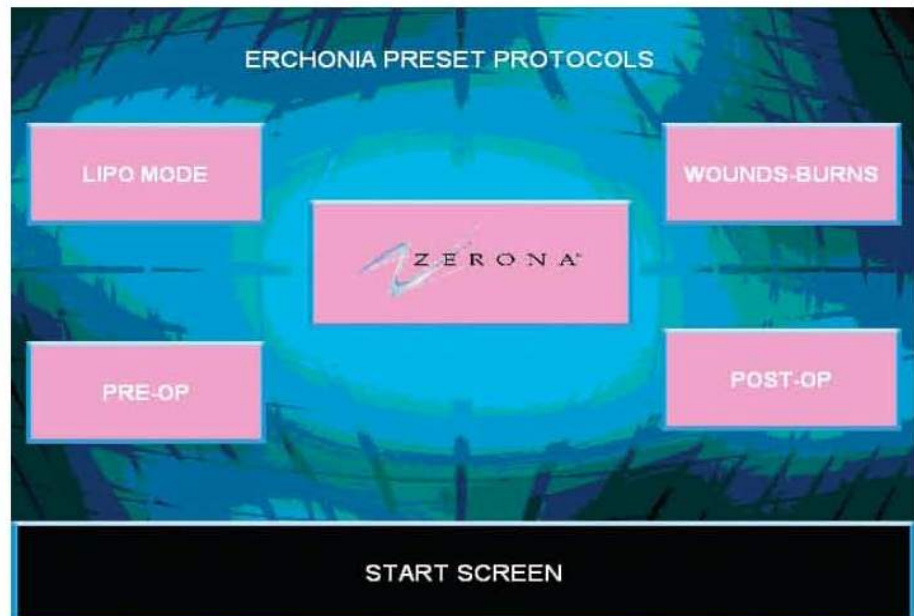 ERCHONIA PRESET PROTOCOLS
LIPO MODE
WOUNDS-BURNS
ZERONA
PRE-OP
POST-OP
START SCREEN